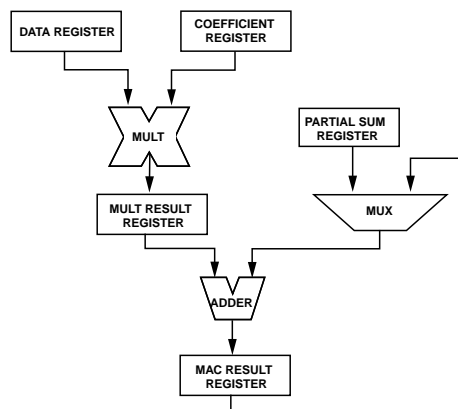 DATA REGISTER
COEFFICIENT
REGISTER
MULT
PARTIAL SUM
REGISTER
MULT RESULT
REGISTER
MUX
ADDER
MAC RESULT
REGISTER